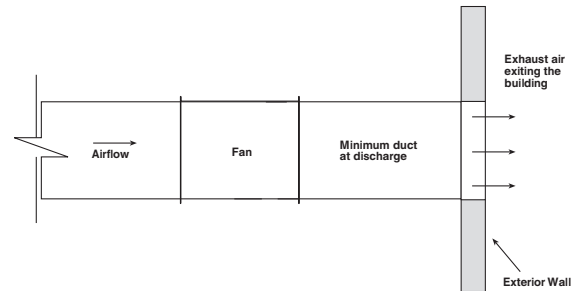 Exhaust air
exiting the
building
Airflow
Fan
Minimum duct
at discharge
Exterior Wall